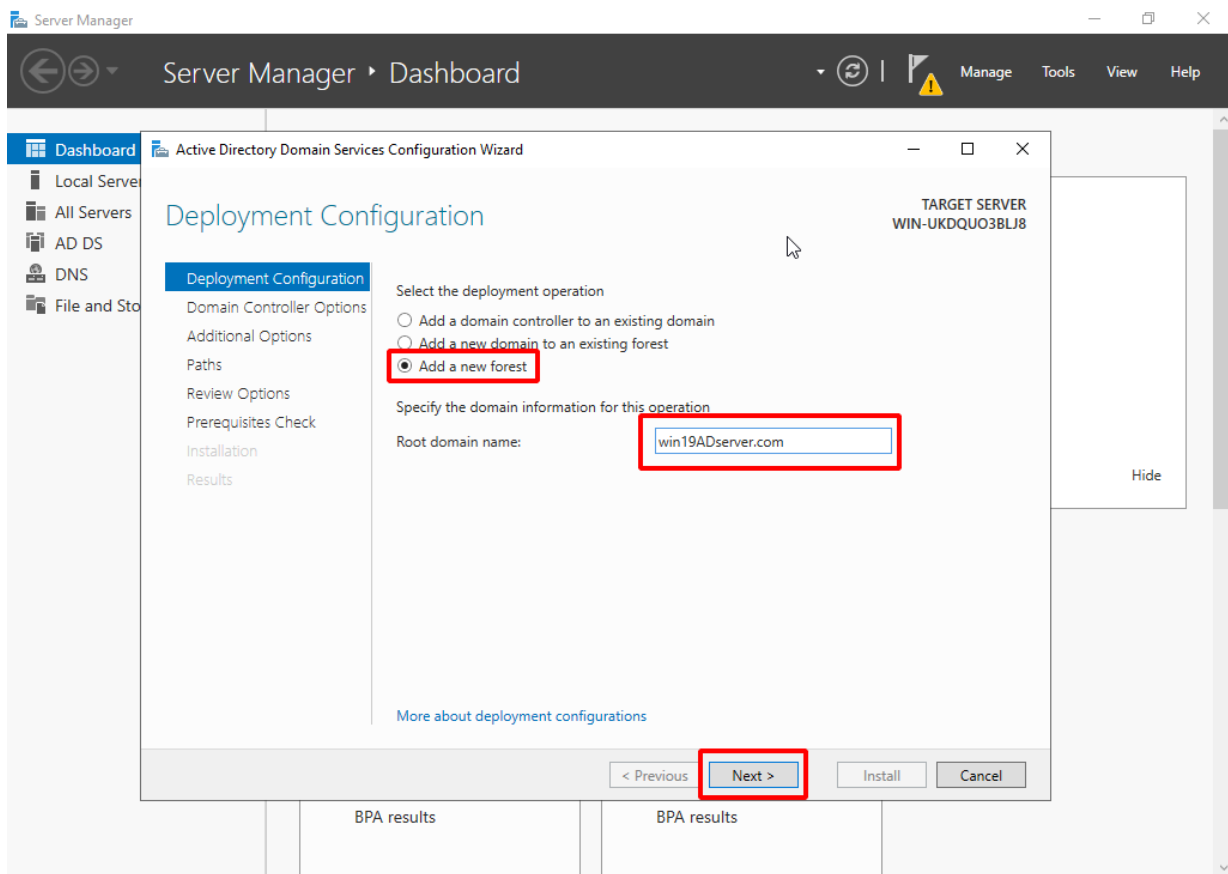 Server Manager
Server Manager ‣ Dashboard
Manage Tools View Help
Dashboard
Local Server
All Servers
AD DS
DNS
File and Sto
Active Directory Domain Services Configuration Wizard
Deployment Configuration
TARGET SERVER
WIN-UKDQUO3BLJ8
Deployment Configuration
Domain Controller Options
Additional Options
Paths
Review Options
Prerequisites Check
Installation
Results
Select the deployment operation
Add a domain controller to an existing domain
Add a new domain to an existing forest
Add a new forest
Specify the domain information for this operation
Root domain name: win19ADserver.com
More about deployment configurations
< Previous Next > Install Cancel
Hide
BPA results BPA results